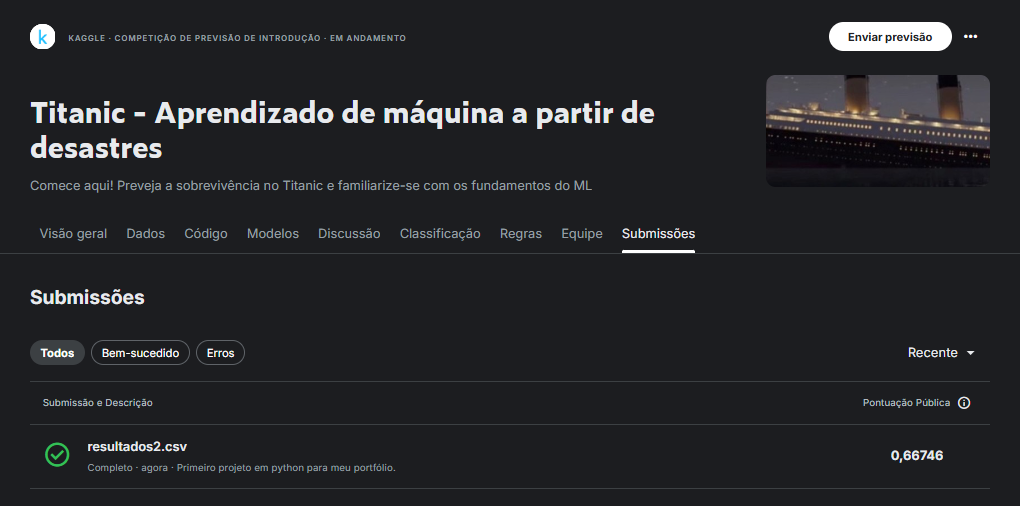 k
KAGGLE · COMPETIÇÃO DE PREVISÃO DE INTRODUÇÃO · EM ANDAMENTO
Enviar previsão
Titanic - Aprendizado de máquina a partir de
desastres
Comece aqui! Preveja a sobrevivência no Titanic e familiarize-se com os fundamentos do ML
Visão geral Dados Código Modelos Discussão Classificação Regras Equipe Submissões
Submissões
Todos Bem-sucedido Erros Recente
Submissão e Descrição Pontuação Pública
resultados2.csv
Completo · agora · Primeiro projeto em python para meu portfólio.
0,66746